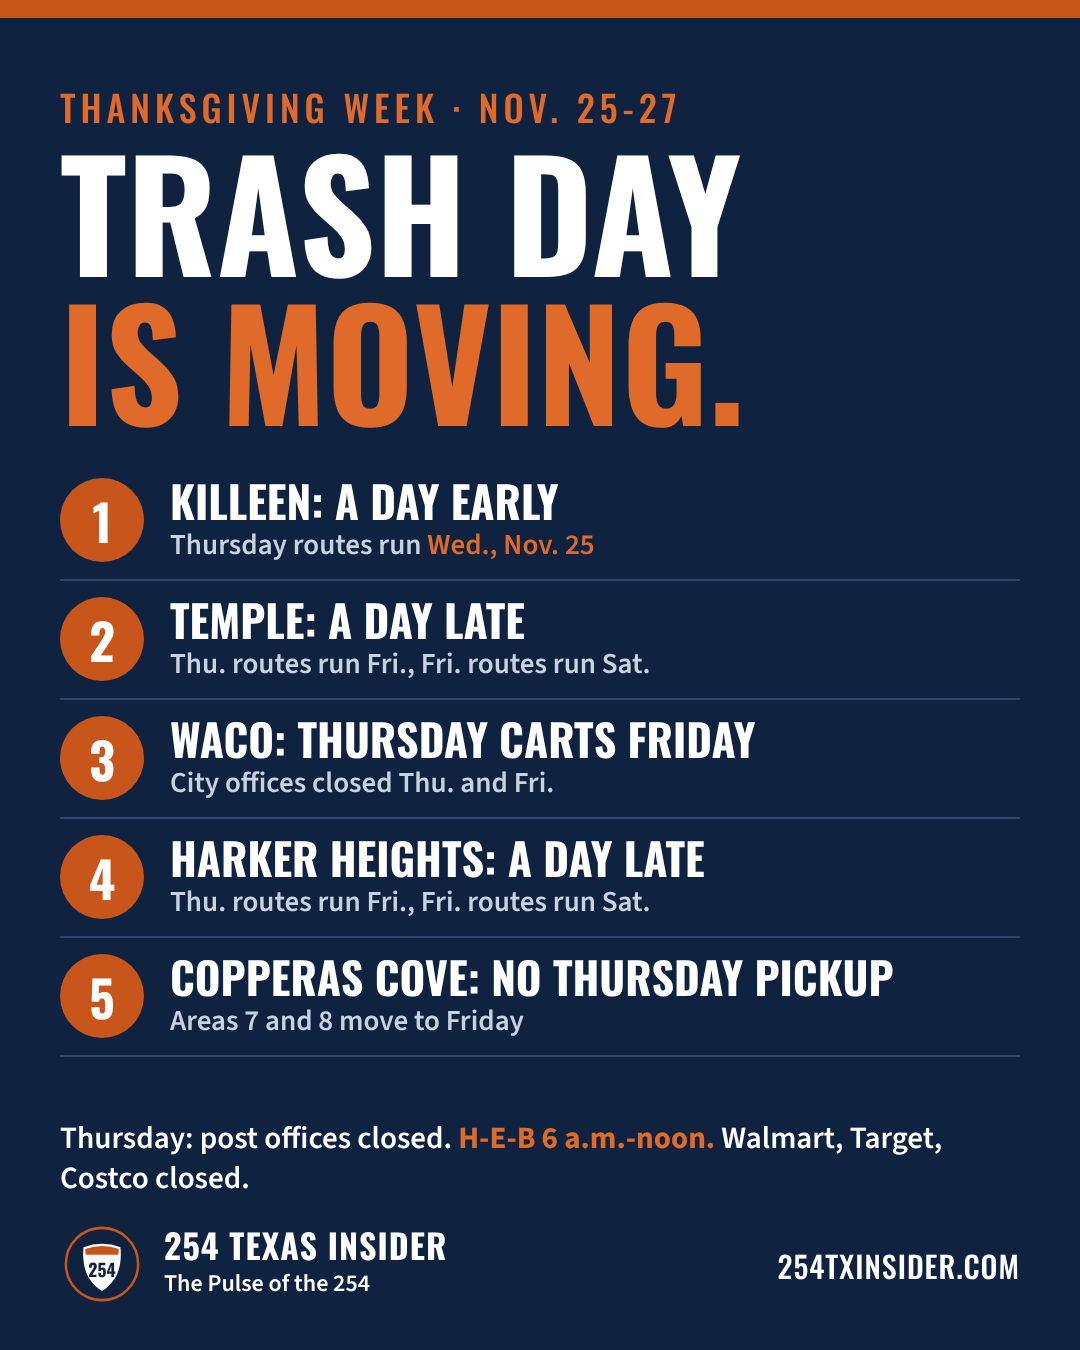 THANKSGIVING WEEK · NOV. 25-27
TRASH DAY
IS MOVING.
1
KILLEEN: A DAY EARLY
Thursday routes run Wed., Nov. 25
2
TEMPLE: A DAY LATE
Thu. routes run Fri., Fri. routes run Sat.
3
WACO: THURSDAY CARTS FRIDAY
City offices closed Thu. and Fri.
4
HARKER HEIGHTS: A DAY LATE
Thu. routes run Fri., Fri. routes run Sat.
5
COPPERAS COVE: NO THURSDAY PICKUP
Areas 7 and 8 move to Friday
Thursday: post offices closed. H-E-B 6 a.m.-noon. Walmart, Target,
Costco closed.
254
254 TEXAS INSIDER
The Pulse of the 254
254TXINSIDER.COM